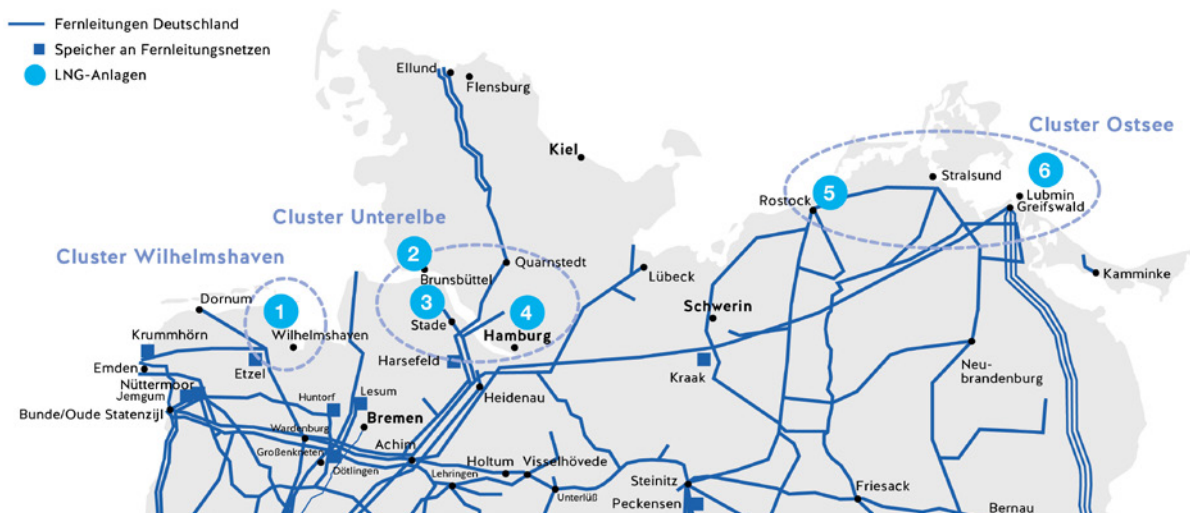 Fernleitungen Deutschland
Speicher an Fernleitungsnetzen
LNG-Anlagen
Ellund
Flensburg
Kiel
Cluster Ostsee
6
Stralsund
5
Lubmin
Rostock
Greifswald
Cluster Unterelbe
2
Quarnstedt
Cluster Wilhelmshaven
Brunsbüttel
Lübeck
Kamminke
Dornum
1
3
4
Schwerin
Stade
Krummhörn
Wilhelmshaven
Hamburg
Harsefeld
Emden
Etzel
Kraak
Neu-
brandenburg
Nüttermoor
Jemgum
Huntorf
Lesum
Heidenau
Bunde/Oude Statenzijl
Bremen
Wardenburg
Achim
Großenkneten
Dötlingen
Lehringen
Holtum
Visselhövede
Steinitz
Friesack
Unterlüß
Peckensen
Bernau